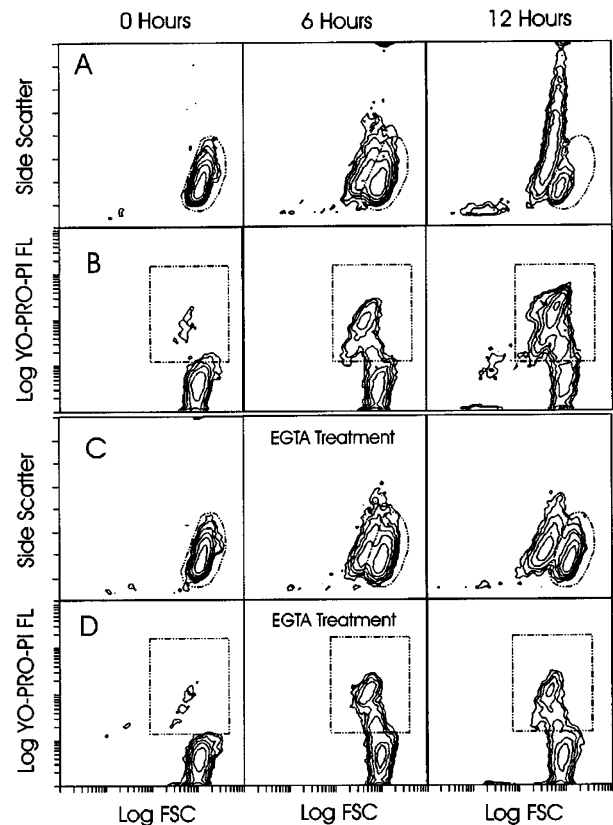 0 Hours 6 Hours 12 Hours
A
Side Scatter
B
Log YO-PRO-PI FL
C
EGTA Treatment
Side Scatter
D
EGTA Treatment
Log YO-PRO-PI FL
Log FSC Log FSC Log FSC